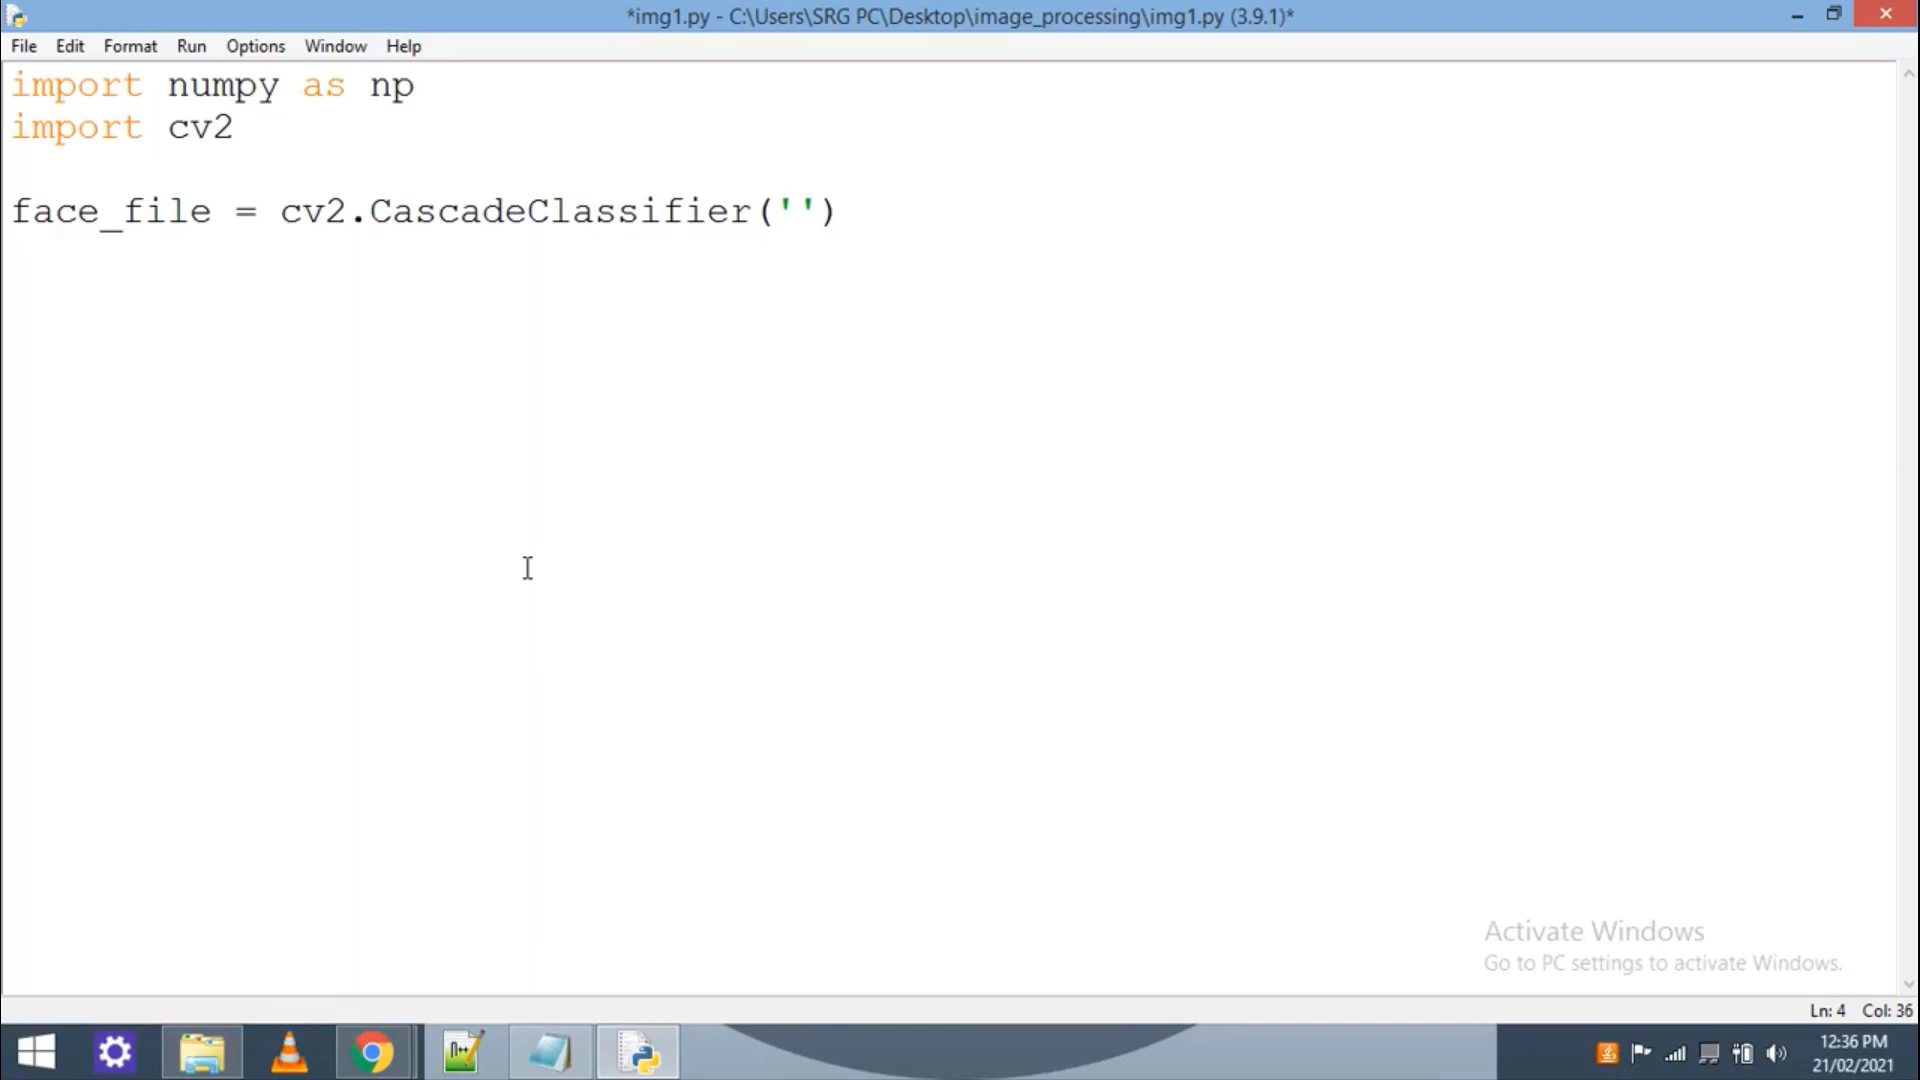 *img1.py - C:\Users\SRG PC\Desktop\image_processing\img1.py (3.9.1)*
File Edit Format Run Options Window Help
import numpy as np
import cv2
face_file = cv2.CascadeClassifier('')
Activate Windows
Go to PC settings to activate Windows.
Ln: 4 Col: 36
12:36 PM
21/02/2021